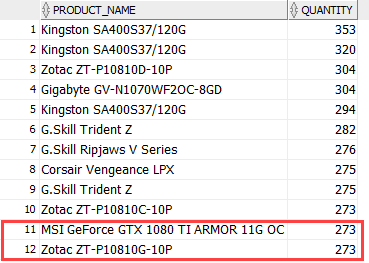 PRODUCT_NAME QUANTITY
1 Kingston SA400S37/120G 353
2 Kingston SA400S37/120G 320
3 Zotac ZT-P10810D-10P 304
4 Gigabyte GV-N1070WF2OC-8GD 304
5 Kingston SA400S37/120G 294
6 G.Skill Trident Z 282
7 G.Skill Ripjaws V Series 276
8 Corsair Vengeance LPX 275
9 G.Skill Trident Z 275
10 Zotac ZT-P10810C-10P 273
11 MSI GeForce GTX 1080 TI ARMOR 11G OC 273
12 Zotac ZT-P10810G-10P 273